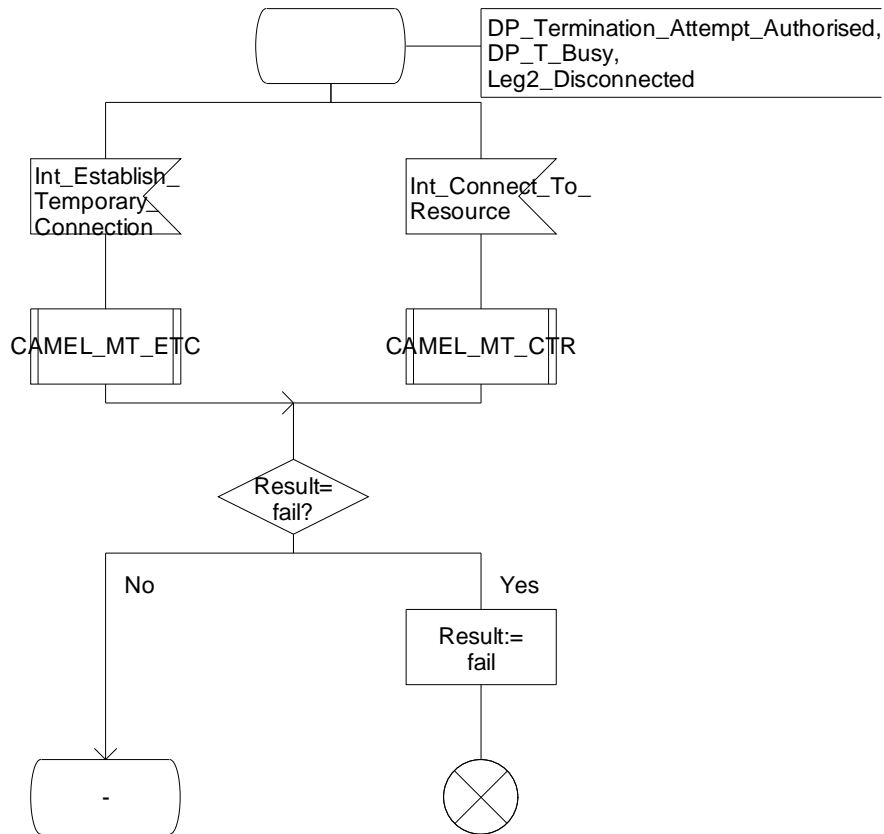 DP_Termination_Attempt_Authorised,
DP_T_Busy,
Leg2_Disconnected
Int_Establish_
Temporary_
Connection
Int_Connect_To_
Resource
CAMEL_MT_ETC
CAMEL_MT_CTR
Result=
fail?
No
Yes
Result:=
fail
-